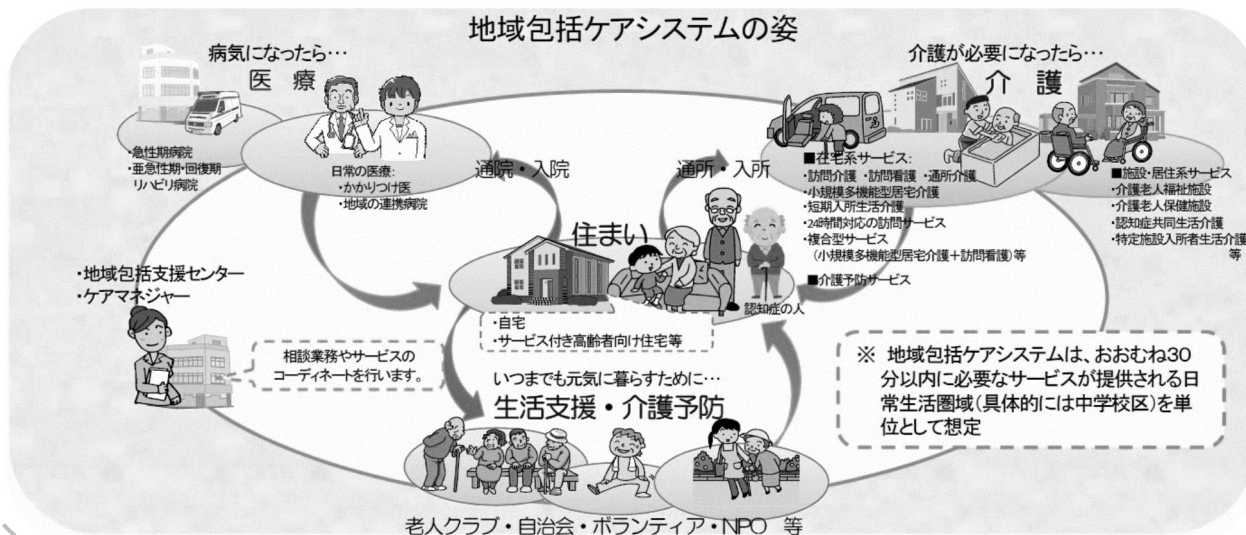 地域包括ケアシステムの姿
病気になったら…
医 療
・急性期病院
・亜急性期・回復期
リハビリ病院
日常の医療:
・かかりつけ医
・地域の連携病院
通院・入院
通所・入所
介護が必要になったら…
介 護
■在宅系サービス:
・訪問介護 ・訪問看護 ・通所介護
・小規模多機能型居宅介護
・短期入所生活介護
・24時間対応の訪問サービス
・複合型サービス
(小規模多機能型居宅介護+訪問看護)等
■介護予防サービス
■施設・居住系サービス
・介護老人福祉施設
・介護老人保健施設
・認知症共同生活介護
・特定施設入所者生活介護
等
住まい
認知症の人
・自宅
・サービス付き高齢者向け住宅等
・地域包括支援センター
・ケアマネジャー
相談業務やサービスの
コーディネートを行います。
いつまでも元気に暮らすために…
生活支援・介護予防
老人クラブ・自治会・ボランティア・NPO 等
※ 地域包括ケアシステムは、おおむね30
分以内に必要なサービスが提供される日
常生活圏域(具体的には中学校区)を単
位として想定